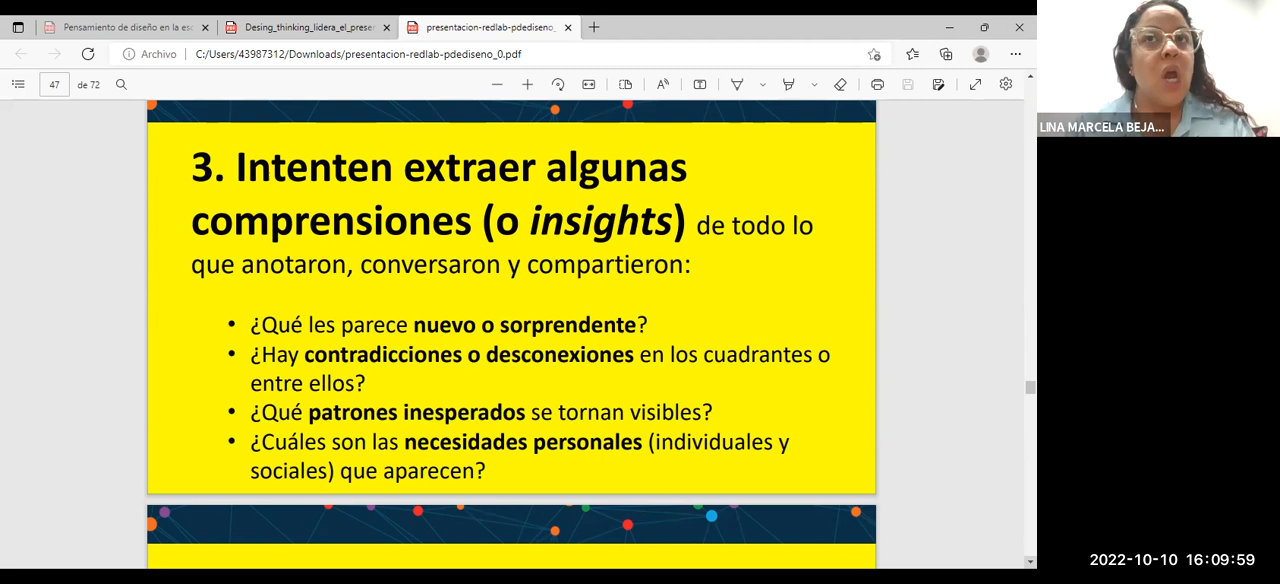 Pensamiento de diseño en la esc
Desing_thinking_lidera_el_preser
presentacion-redlab-pdediseno_
Archivo
C:/Users/43987312/Downloads/presentacion-redlab-pdediseno_0.pdf
47 de 72
3. Intenten extraer algunas
comprensiones (o insights) de todo lo
que anotaron, conversaron y compartieron:
• ¿Qué les parece nuevo o sorprendente?
• ¿Hay contradicciones o desconexiones en los cuadrantes o
entre ellos?
• ¿Qué patrones inesperados se tornan visibles?
• ¿Cuáles son las necesidades personales (individuales y
sociales) que aparecen?
LINA MARCELA BEJA...
2022-10-10 16:09:59